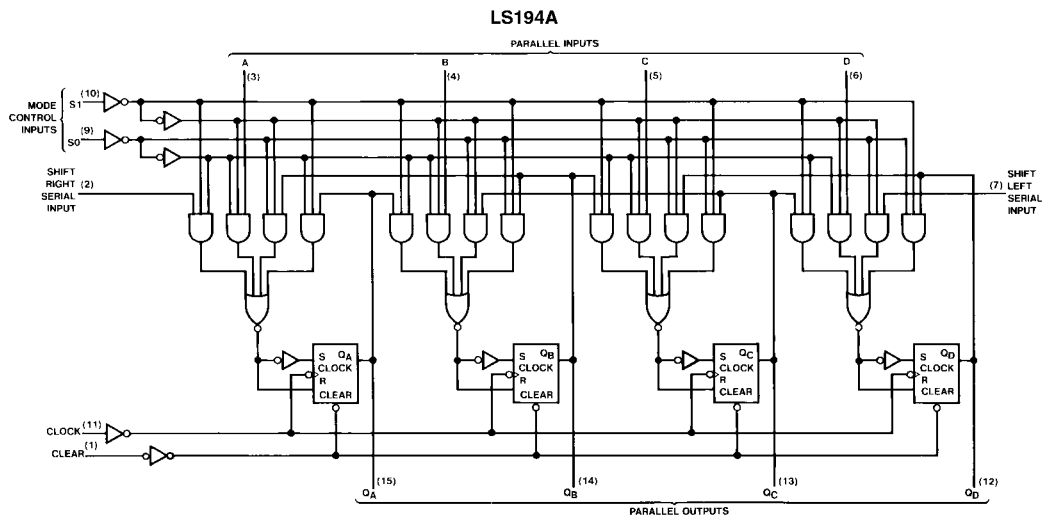 LS194A
PARALLEL INPUTS
A B C D
(3) (4) (5) (6)
MODE
CONTROL
INPUTS
S1 (10)
S0 (9)
SHIFT
RIGHT (2)
SERIAL
INPUT
SHIFT
(7) LEFT
SERIAL
INPUT
S QA
CLOCK
R
CLEAR
S QB
CLOCK
R
CLEAR
S QC
CLOCK
R
CLEAR
S QD
CLOCK
R
CLEAR
CLOCK (11)
CLEAR (1)
QA (15) QB (14) QC (13) QD (12)
PARALLEL OUTPUTS